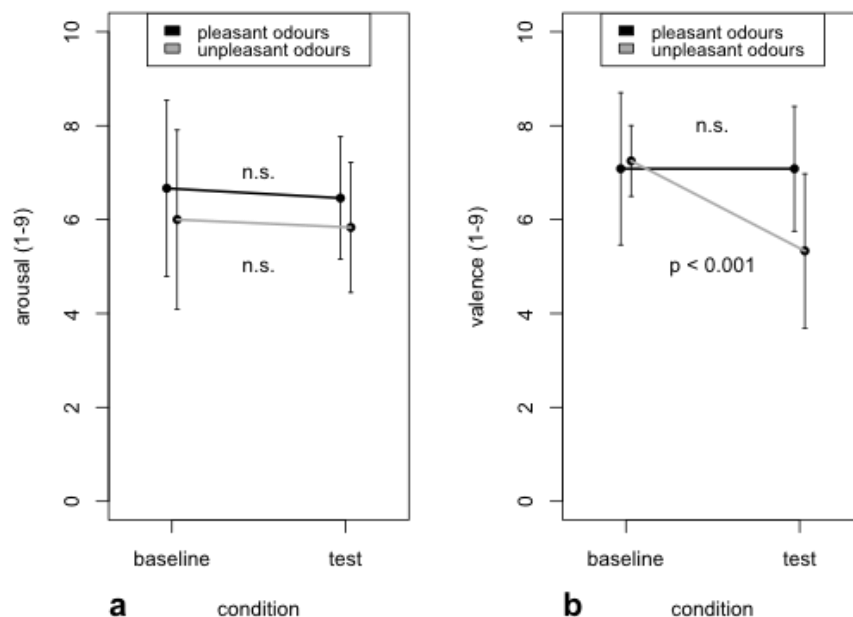 pleasant odours
unpleasant odours
10
8
6
4
2
0
arousal (1-9)
n.s.
n.s.
baseline test
a condition
pleasant odours
unpleasant odours
10
8
6
4
2
0
valence (1-9)
n.s.
p < 0.001
baseline test
b condition